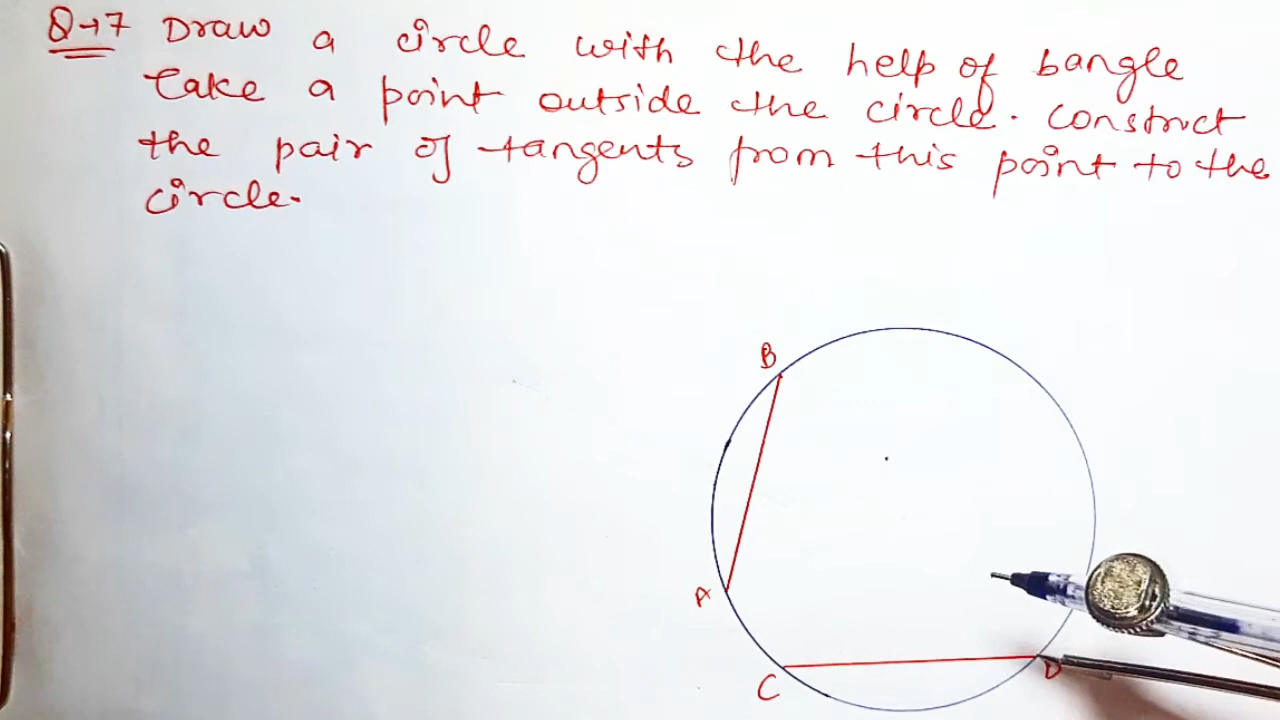 Q→7 Draw a circle with the help of bangle
Take a point outside the circle. Construct
the pair of tangents from this point to the
circle.
B
A
C
D